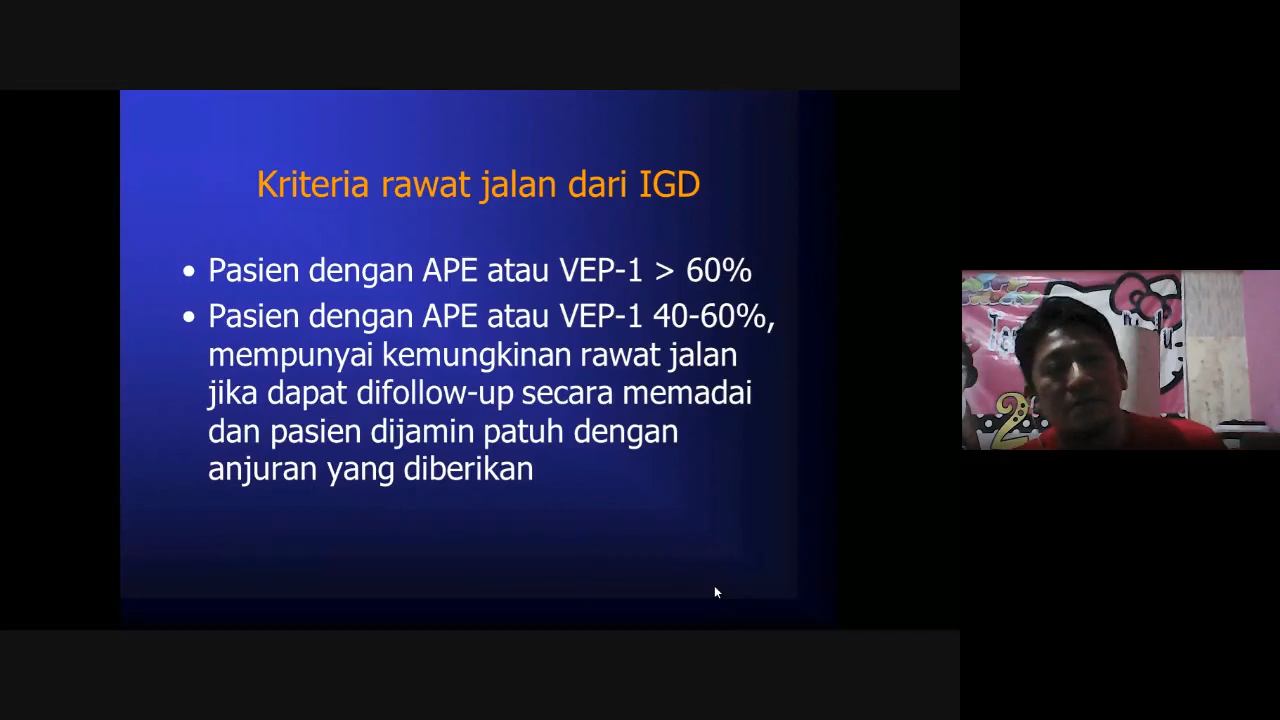 Kriteria rawat jalan dari IGD
• Pasien dengan APE atau VEP-1 > 60%
• Pasien dengan APE atau VEP-1 40-60%,
mempunyai kemungkinan rawat jalan
jika dapat difollow-up secara memadai
dan pasien dijamin patuh dengan
anjuran yang diberikan
2